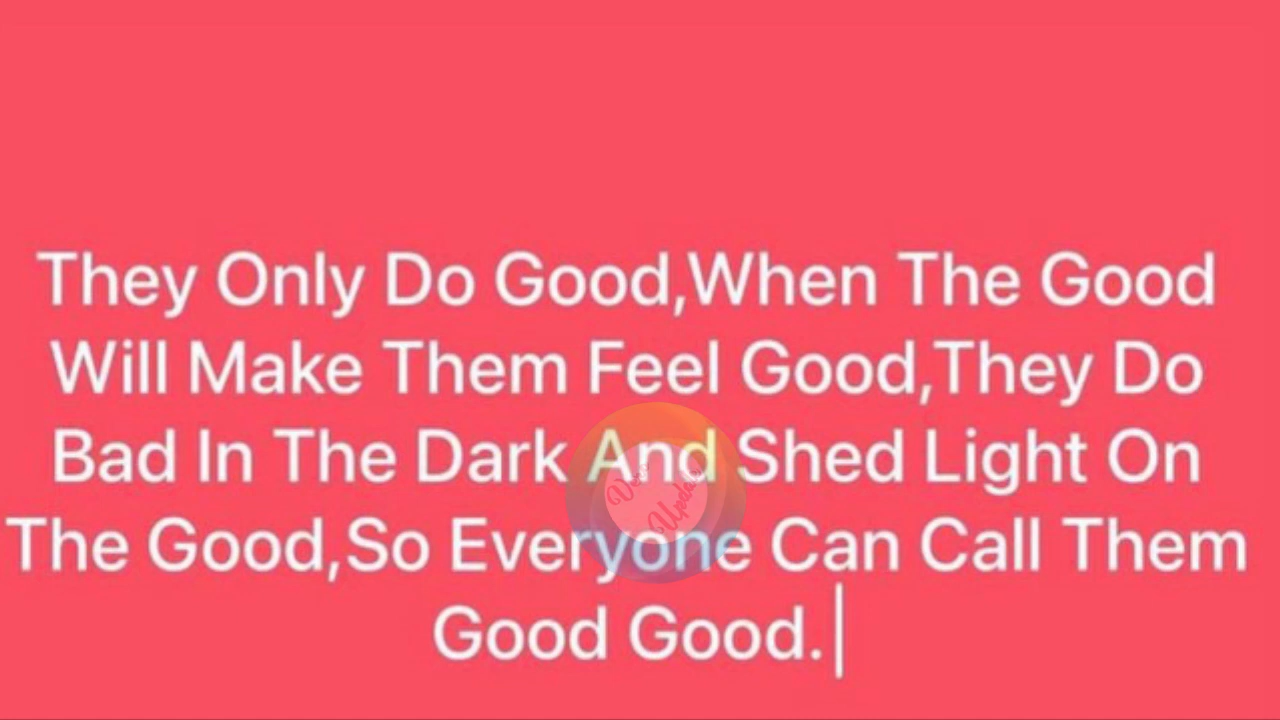 They Only Do Good,When The Good
Will Make Them Feel Good,They Do
Bad In The Dark And Shed Light On
The Good,So Everyone Can Call Them
Good Good.